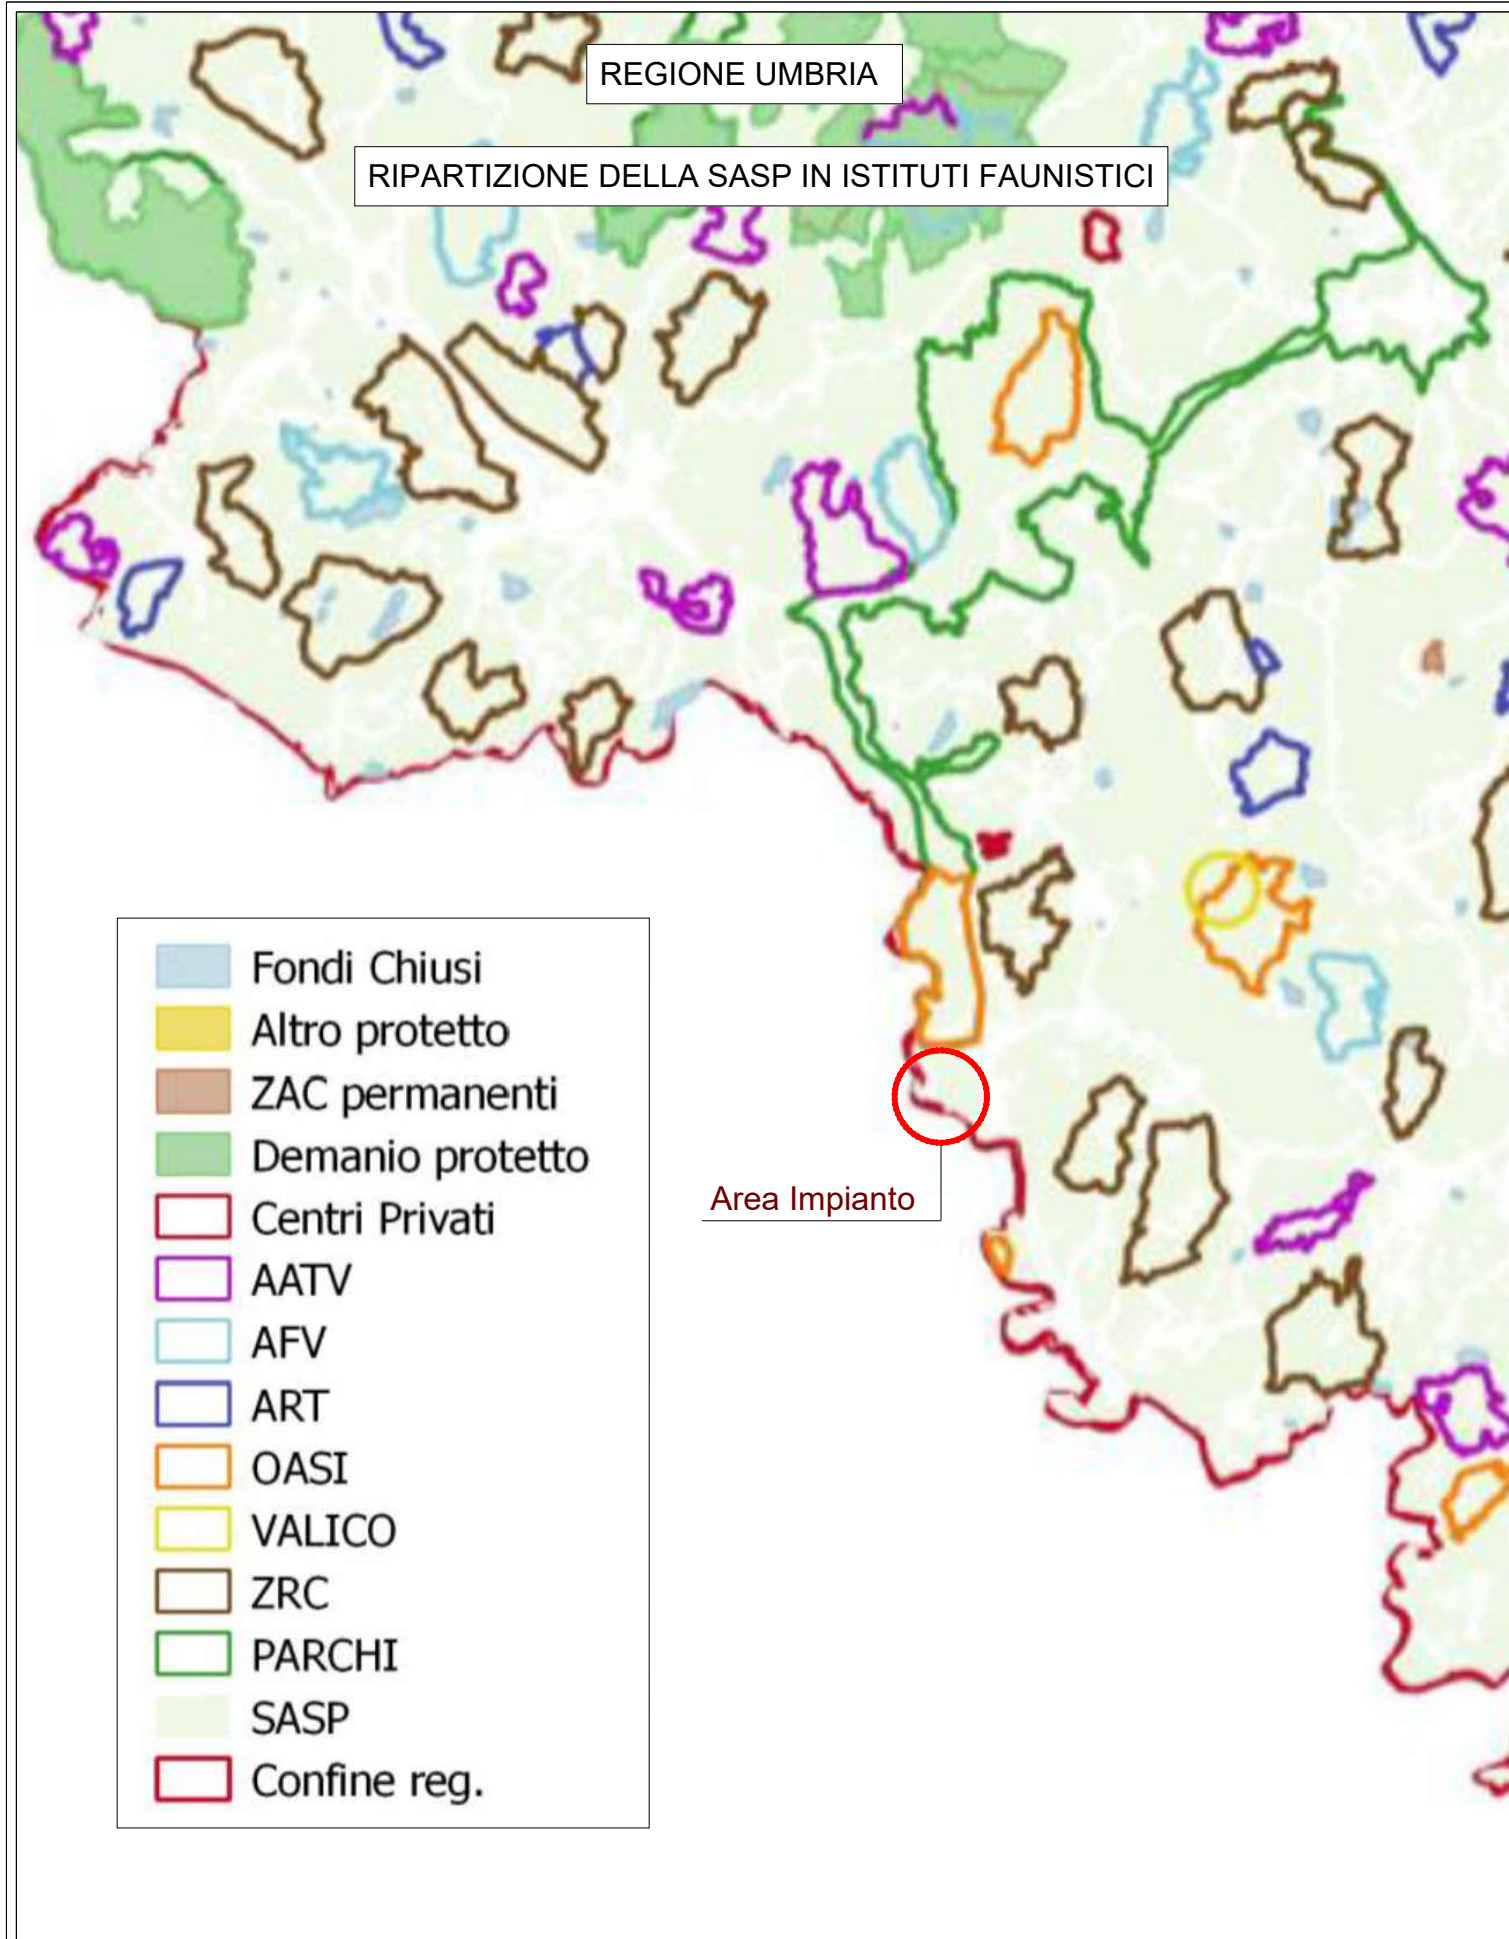 REGIONE UMBRIA
RIPARTIZIONE DELLA SASP IN ISTITUTI FAUNISTICI
Fondi Chiusi
Altro protetto
ZAC permanenti
Demanio protetto
Centri Privati
AATV
AFV
ART
OASI
VALICO
ZRC
PARCHI
SASP
Confine reg.
Area Impianto